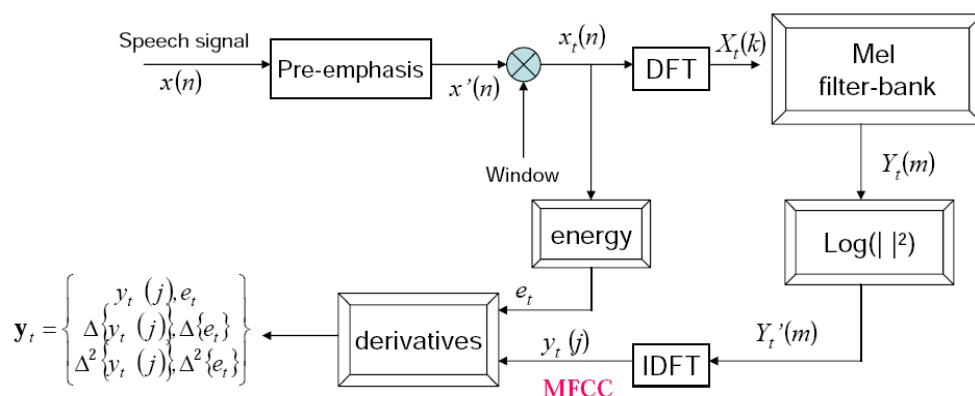 Speech signal
x(n)
Pre-emphasis
x’(n)
x_t(n)
DFT
X_t(k)
Mel
filter-bank
Window
Y_t(m)
energy
Log(| |²)
e_t
y_t = { y_t (j), e_t
Δ{y_t (j)}, Δ{e_t}
Δ²{y_t (j)}, Δ²{e_t} }
derivatives
y_t (j)
MFCC
IDFT
Y_t’(m)